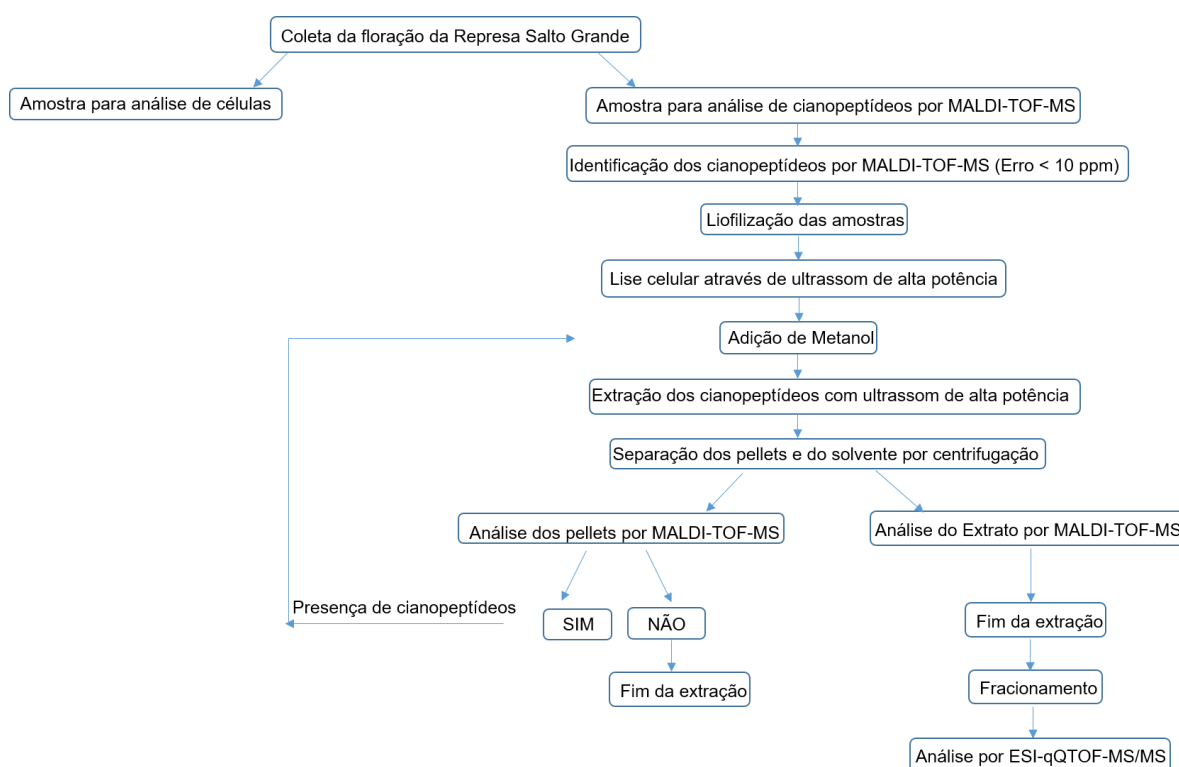 Coleta da floração da Represa Salto Grande
Amostra para análise de células
Amostra para análise de cianopeptídeos por MALDI-TOF-MS
Identificação dos cianopeptídeos por MALDI-TOF-MS (Erro < 10 ppm)
Liofilização das amostras
Lise celular através de ultrassom de alta potência
Adição de Metanol
Extração dos cianopeptídeos com ultrassom de alta potência
Separação dos pellets e do solvente por centrifugação
Análise dos pellets por MALDI-TOF-MS
Análise do Extrato por MALDI-TOF-MS
Presença de cianopeptídeos
SIM
NÃO
Fim da extração
Fim da extração
Fracionamento
Análise por ESI-qQTOF-MS/MS